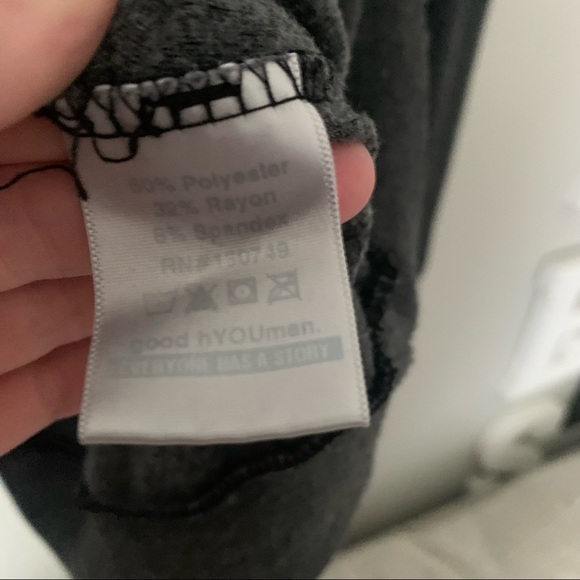 60% Polyester
32% Rayon
8% Spandex
RN#150749
good hYOUman.
EVERYONE HAS A STORY